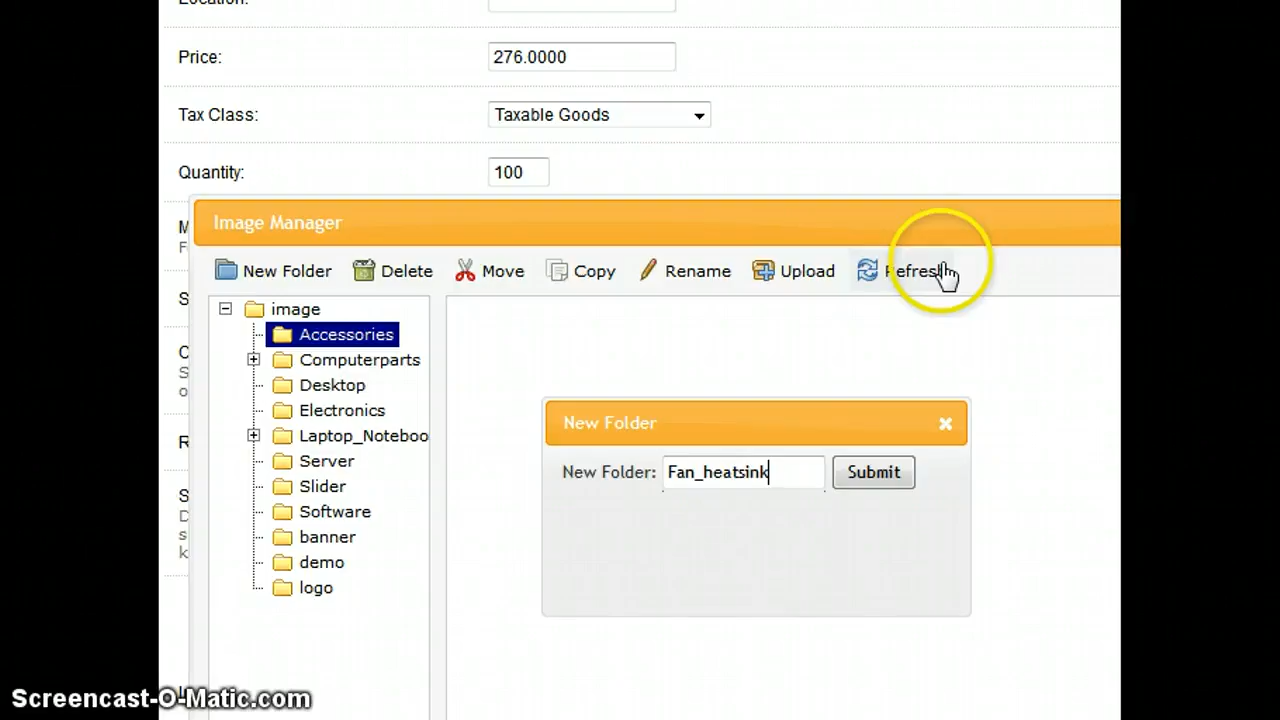 Location:
Price: 276.0000
Tax Class: Taxable Goods
Quantity: 100
Image Manager
New Folder Delete Move Copy Rename Upload Refresh
image
Accessories
Computerparts
Desktop
Electronics
Laptop_Noteboo
Server
Slider
Software
banner
demo
logo
New Folder
New Folder: Fan_heatsink Submit
Screencast-O-Matic.com